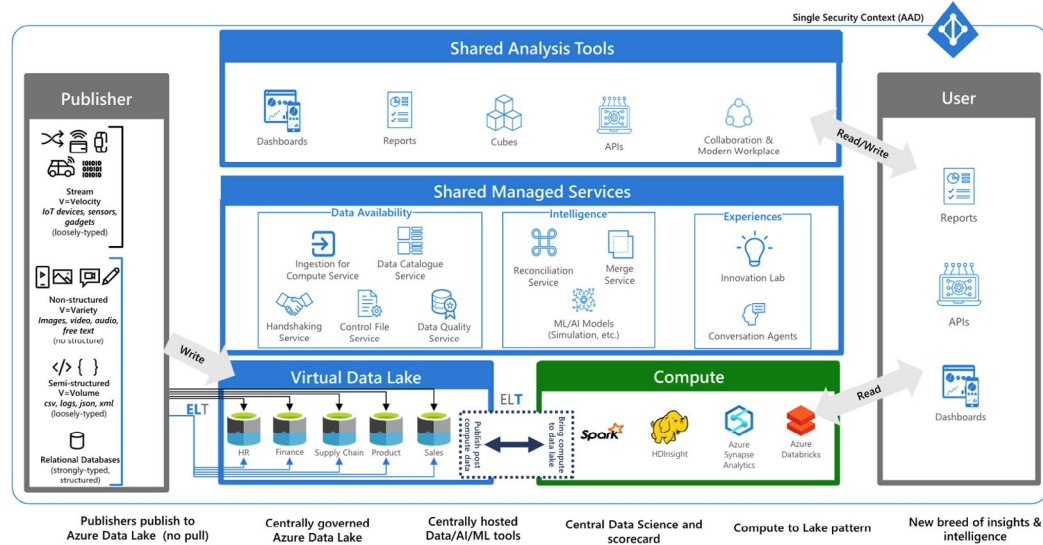 Single Security Context (AAD)
Shared Analysis Tools
Dashboards
Reports
Cubes
APIs
Collaboration &
Modern Workplace
Publisher
Stream
V=Velocity
IoT devices, sensors,
gadgets
(loosely-typed)
Non-structured
V=Variety
Images, video, audio,
free text
(no structure)
Semi-structured
V=Volume
csv, logs, json, xml
(loosely-typed)
Relational Databases
(strongly-typed,
structured)
Write
ELT
Shared Managed Services
Data Availability
Ingestion for
Compute Service
Data Catalogue
Service
Handshaking
Service
Control File
Service
Data Quality
Service
Intelligence
Reconciliation
Service
Merge
Service
ML/AI Models
(Simulation, etc.)
Experiences
Innovation Lab
Conversation Agents
Virtual Data Lake
HR
Finance
Supply Chain
Product
Sales
ELT
Publish post
compute data
Bring compute
to data lake
Compute
Spark
HDInsight
Azure
Synapse
Analytics
Azure
Databricks
Read/Write
Read
User
Reports
APIs
Dashboards
Publishers publish to
Azure Data Lake (no pull)
Centrally governed
Azure Data Lake
Centrally hosted
Data/AI/ML tools
Central Data Science and
scorecard
Compute to Lake pattern
New breed of insights &
intelligence